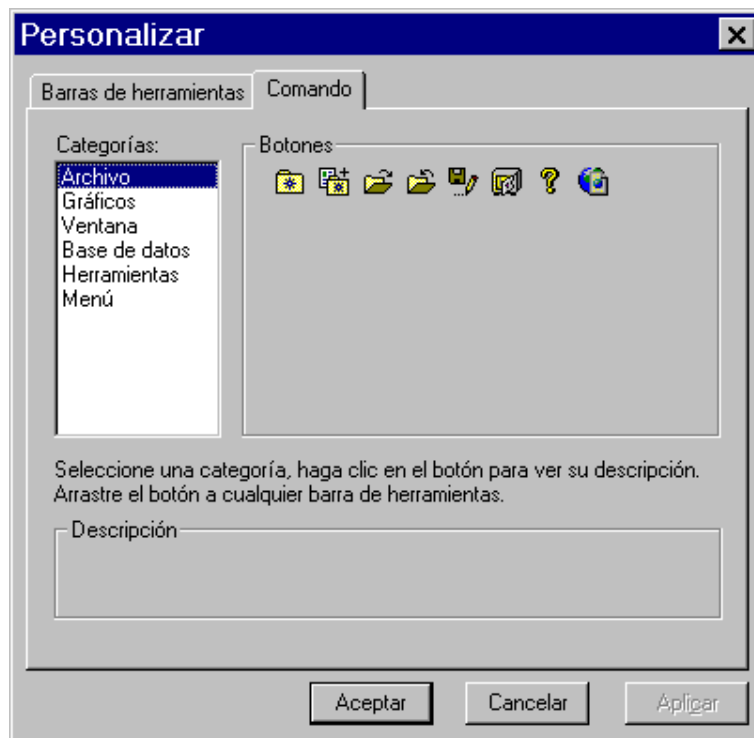 Personalizar
Barras de herramientas
Comando
Categorías:
Botones
Archivo
Gráficos
Ventana
Base de datos
Herramientas
Menú
Seleccione una categoría, haga clic en el botón para ver su descripción.
Arrastre el botón a cualquier barra de herramientas.
Descripción
Aceptar
Cancelar
Aplicar